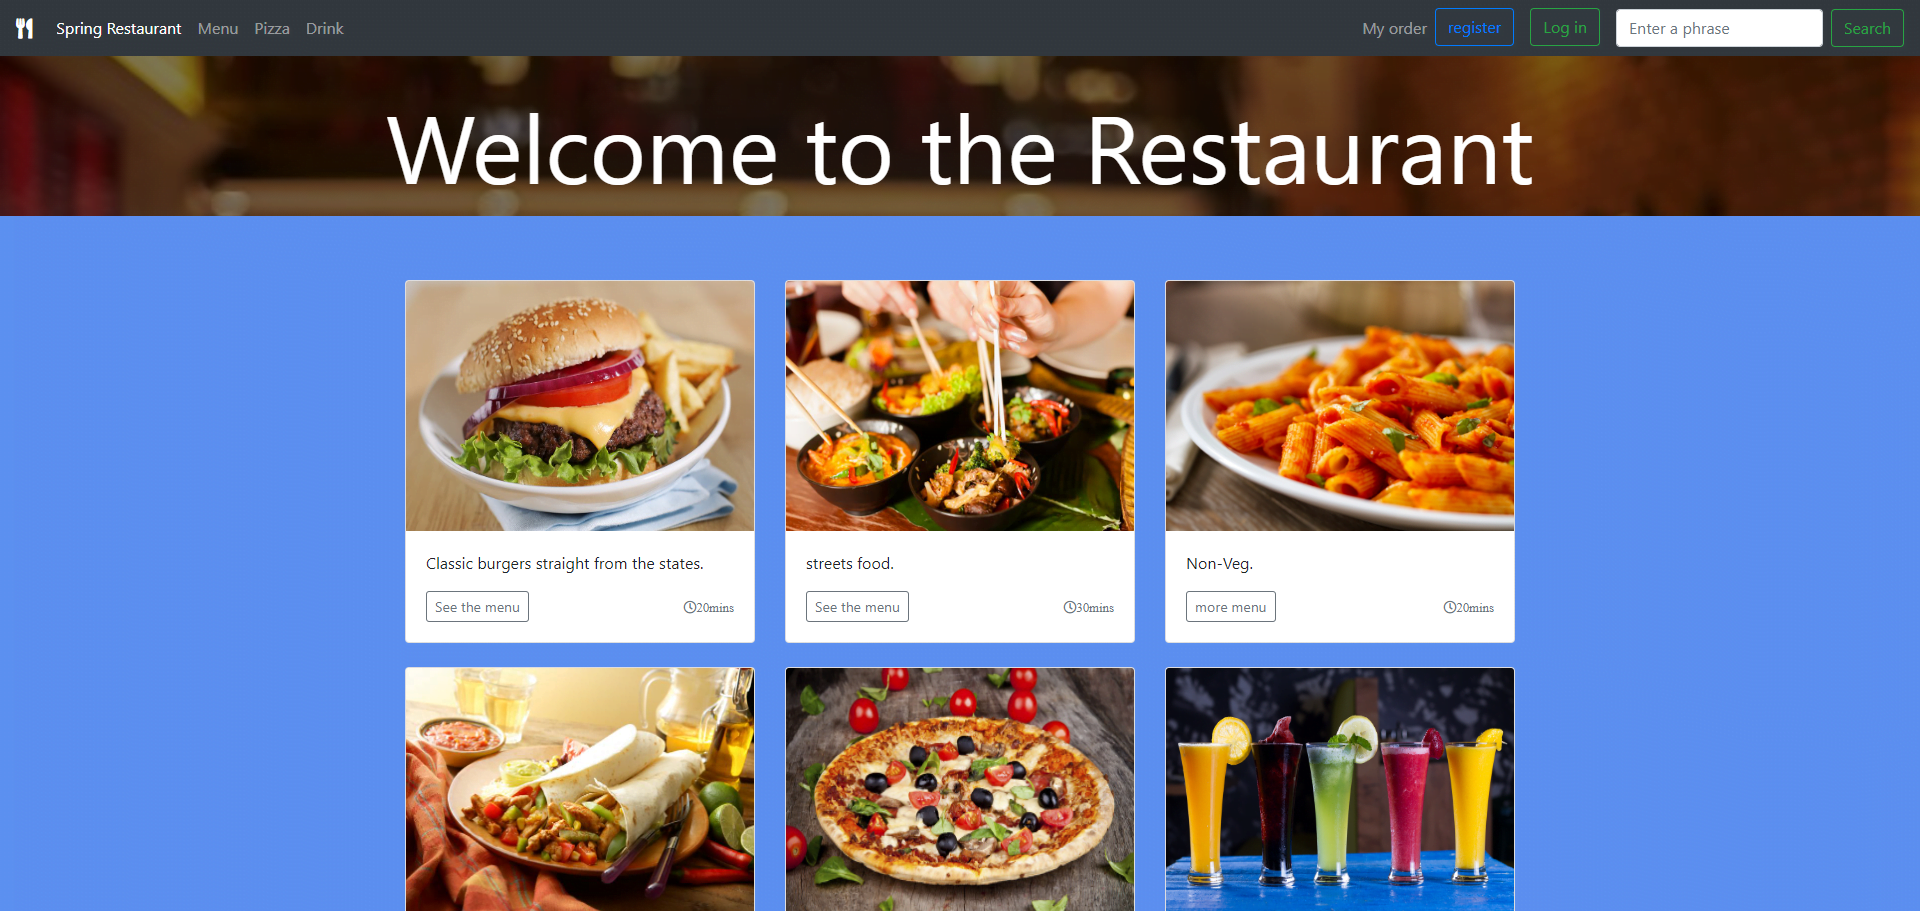 Spring Restaurant Menu Pizza Drink My order register Log in Enter a phrase Search
Welcome to the Restaurant
Classic burgers straight from the states.
See the menu 20mins
streets food.
See the menu 30mins
Non-Veg.
more menu 20mins